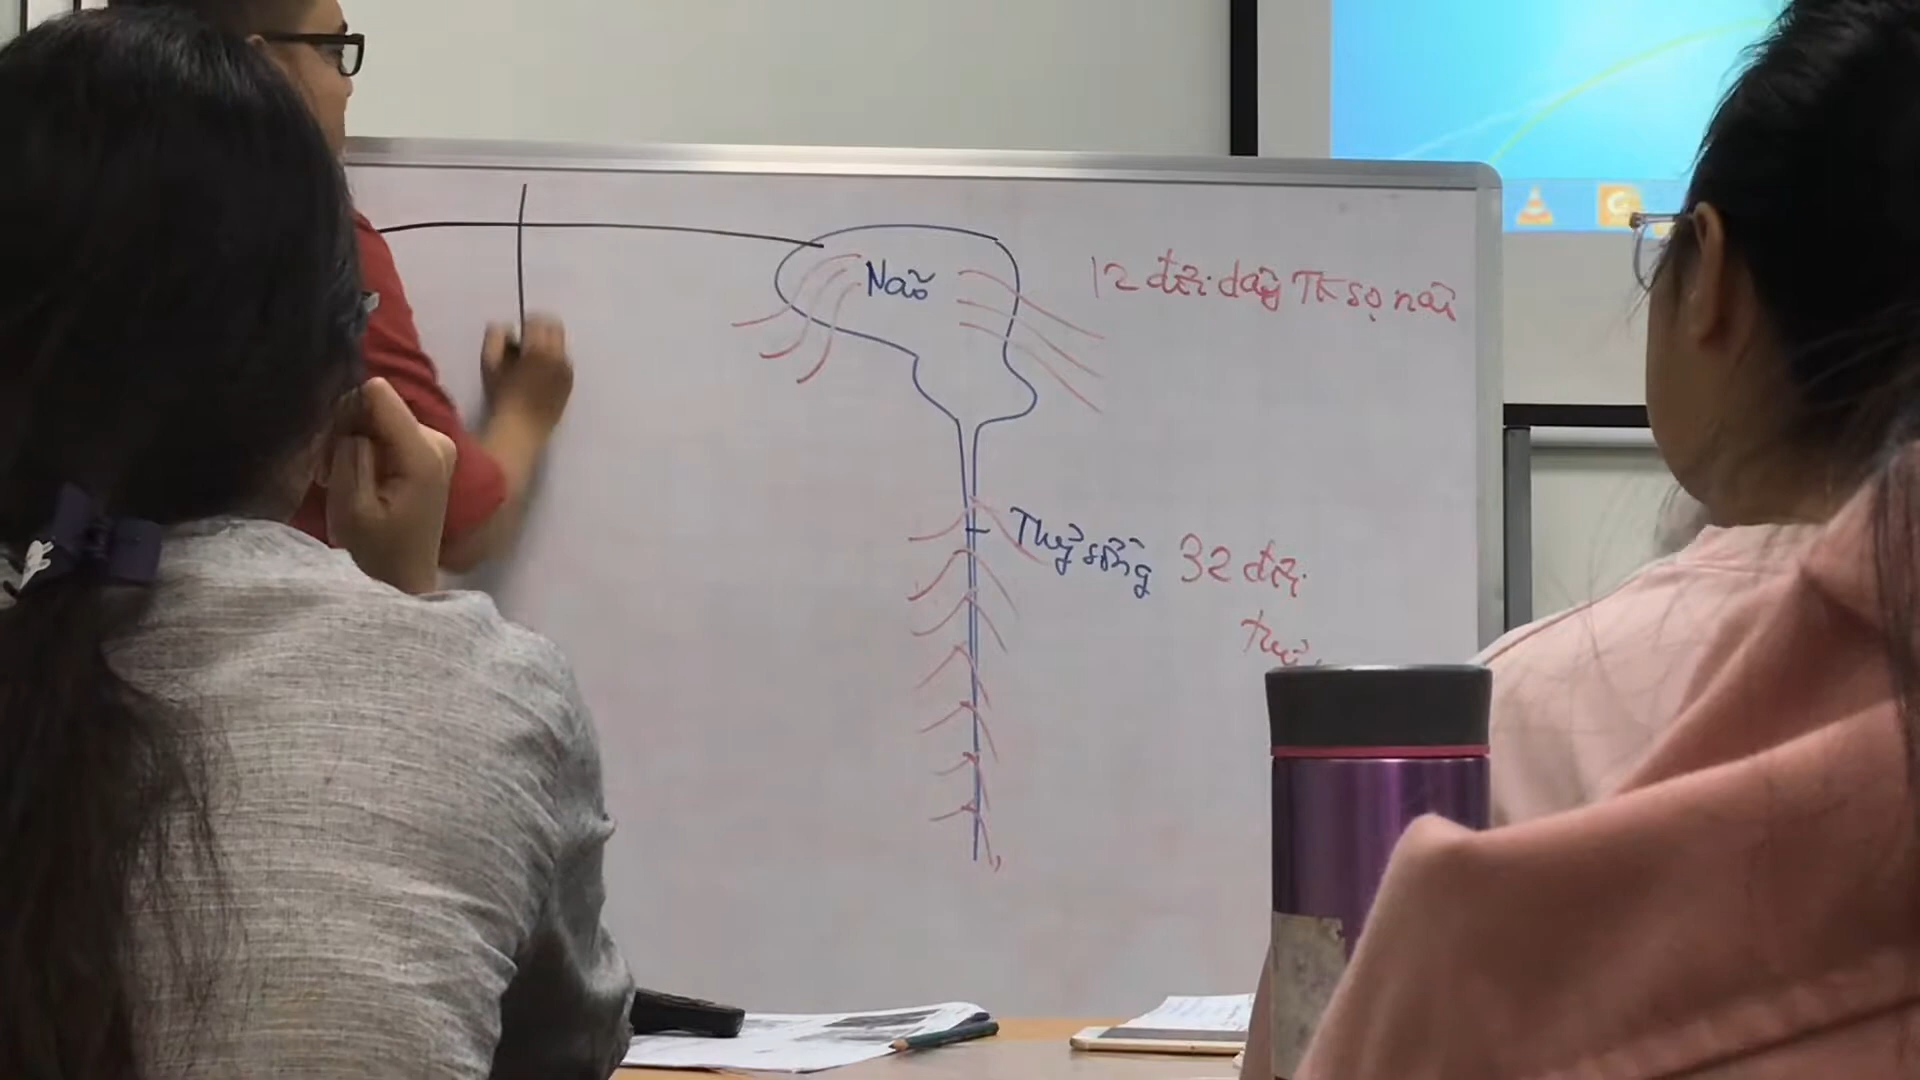 Não
12 đôi dây TK sọ não
Tuỷ sống 32 đôi